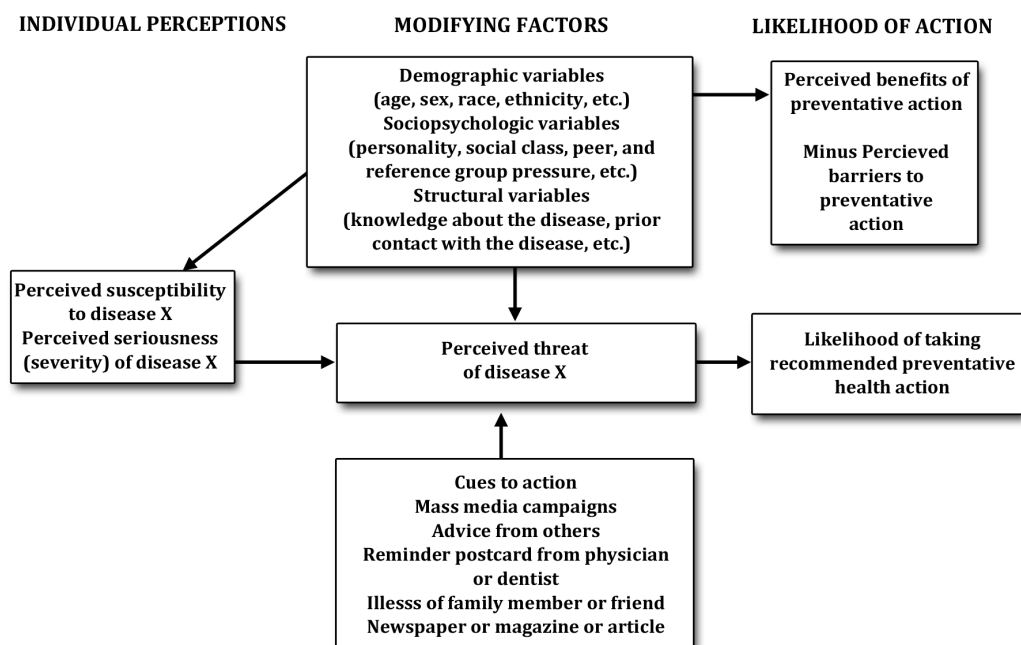 INDIVIDUAL PERCEPTIONS
MODIFYING FACTORS
LIKELIHOOD OF ACTION
Demographic variables
(age, sex, race, ethnicity, etc.)
Sociopsychologic variables
(personality, social class, peer, and
reference group pressure, etc.)
Structural variables
(knowledge about the disease, prior
contact with the disease, etc.)
Perceived benefits of
preventative action
Minus Percieved
barriers to
preventative
action
Perceived susceptibility
to disease X
Perceived seriousness
(severity) of disease X
Perceived threat
of disease X
Likelihood of taking
recommended preventative
health action
Cues to action
Mass media campaigns
Advice from others
Reminder postcard from physician
or dentist
Illesss of family member or friend
Newspaper or magazine or article